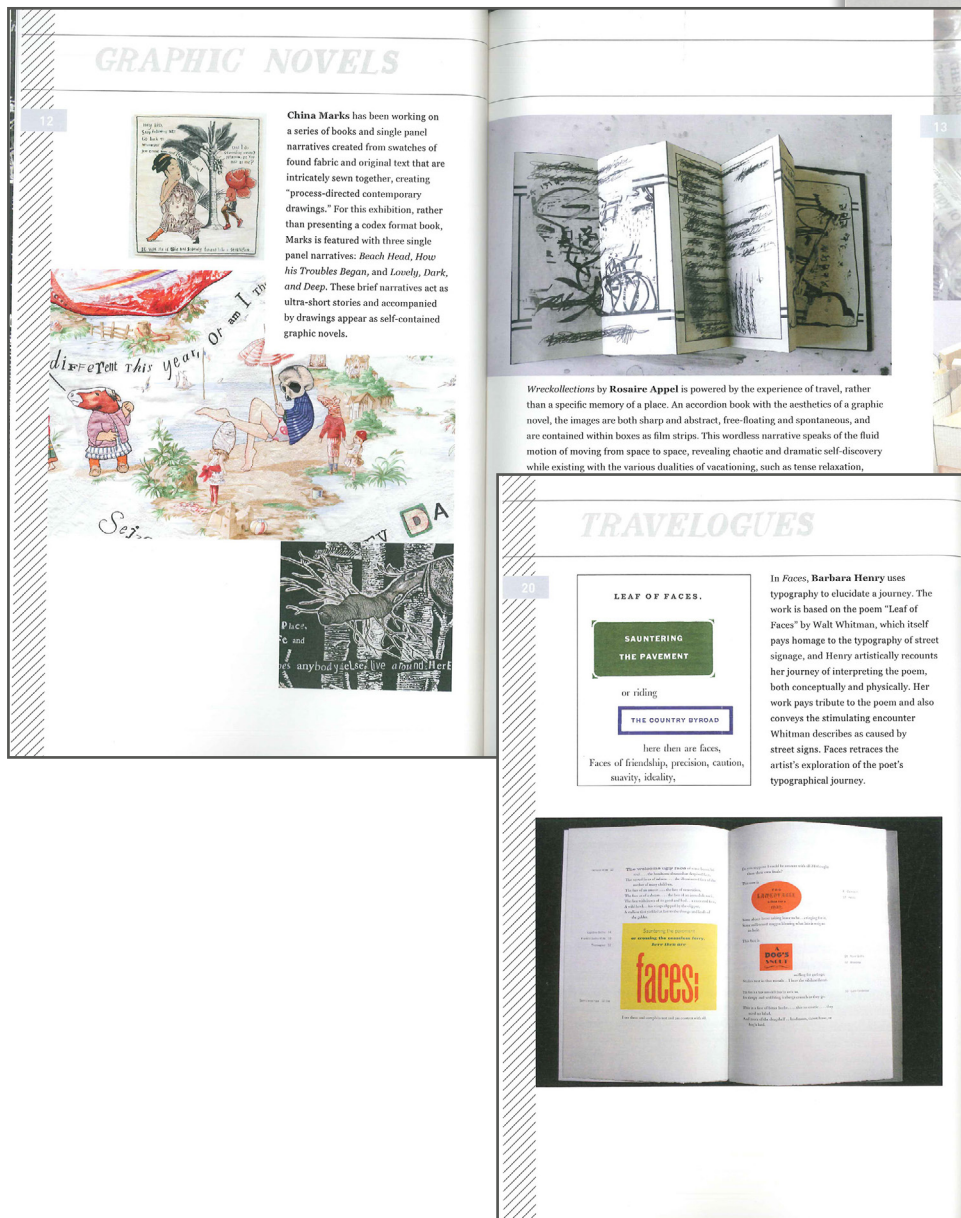 GRAPHIC NOVELS
12
China Marks has been working on
a series of books and single panel
narratives created from swatches of
found fabric and original text that are
intricately sewn together, creating
"process-directed contemporary
drawings." For this exhibition, rather
than presenting a codex format book,
Marks is featured with three single
panel narratives: Beach Head, How
his Troubles Began, and Lovely, Dark,
and Deep. These brief narratives act as
ultra-short stories and accompanied
by drawings appear as self-contained
graphic novels.
or am I
different this year,
DA
Place.
and
anybody else live around HerE
13
Wreckollections by Rosaire Appel is powered by the experience of travel, rather
than a specific memory of a place. An accordion book with the aesthetics of a graphic
novel, the images are both sharp and abstract, free-floating and spontaneous, and
are contained within boxes as film strips. This wordless narrative speaks of the fluid
motion of moving from space to space, revealing chaotic and dramatic self-discovery
while existing with the various dualities of vacationing, such as tense relaxation,
TRAVELOGUES
20
LEAF OF FACES.
SAUNTERING
THE PAVEMENT
or riding
THE COUNTRY BYROAD
here then are faces,
Faces of friendship, precision, caution,
suavity, ideality,
In Faces, Barbara Henry uses
typography to elucidate a journey. The
work is based on the poem "Leaf of
Faces" by Walt Whitman, which itself
pays homage to the typography of street
signage, and Henry artistically recounts
her journey of interpreting the poem,
both conceptually and physically. Her
work pays tribute to the poem and also
conveys the stimulating encounter
Whitman describes as caused by
street signs. Faces retraces the
artist's exploration of the poet's
typographical journey.
Sauntering the pavement
here then are
faces!
A
DOG'S
SNOUT